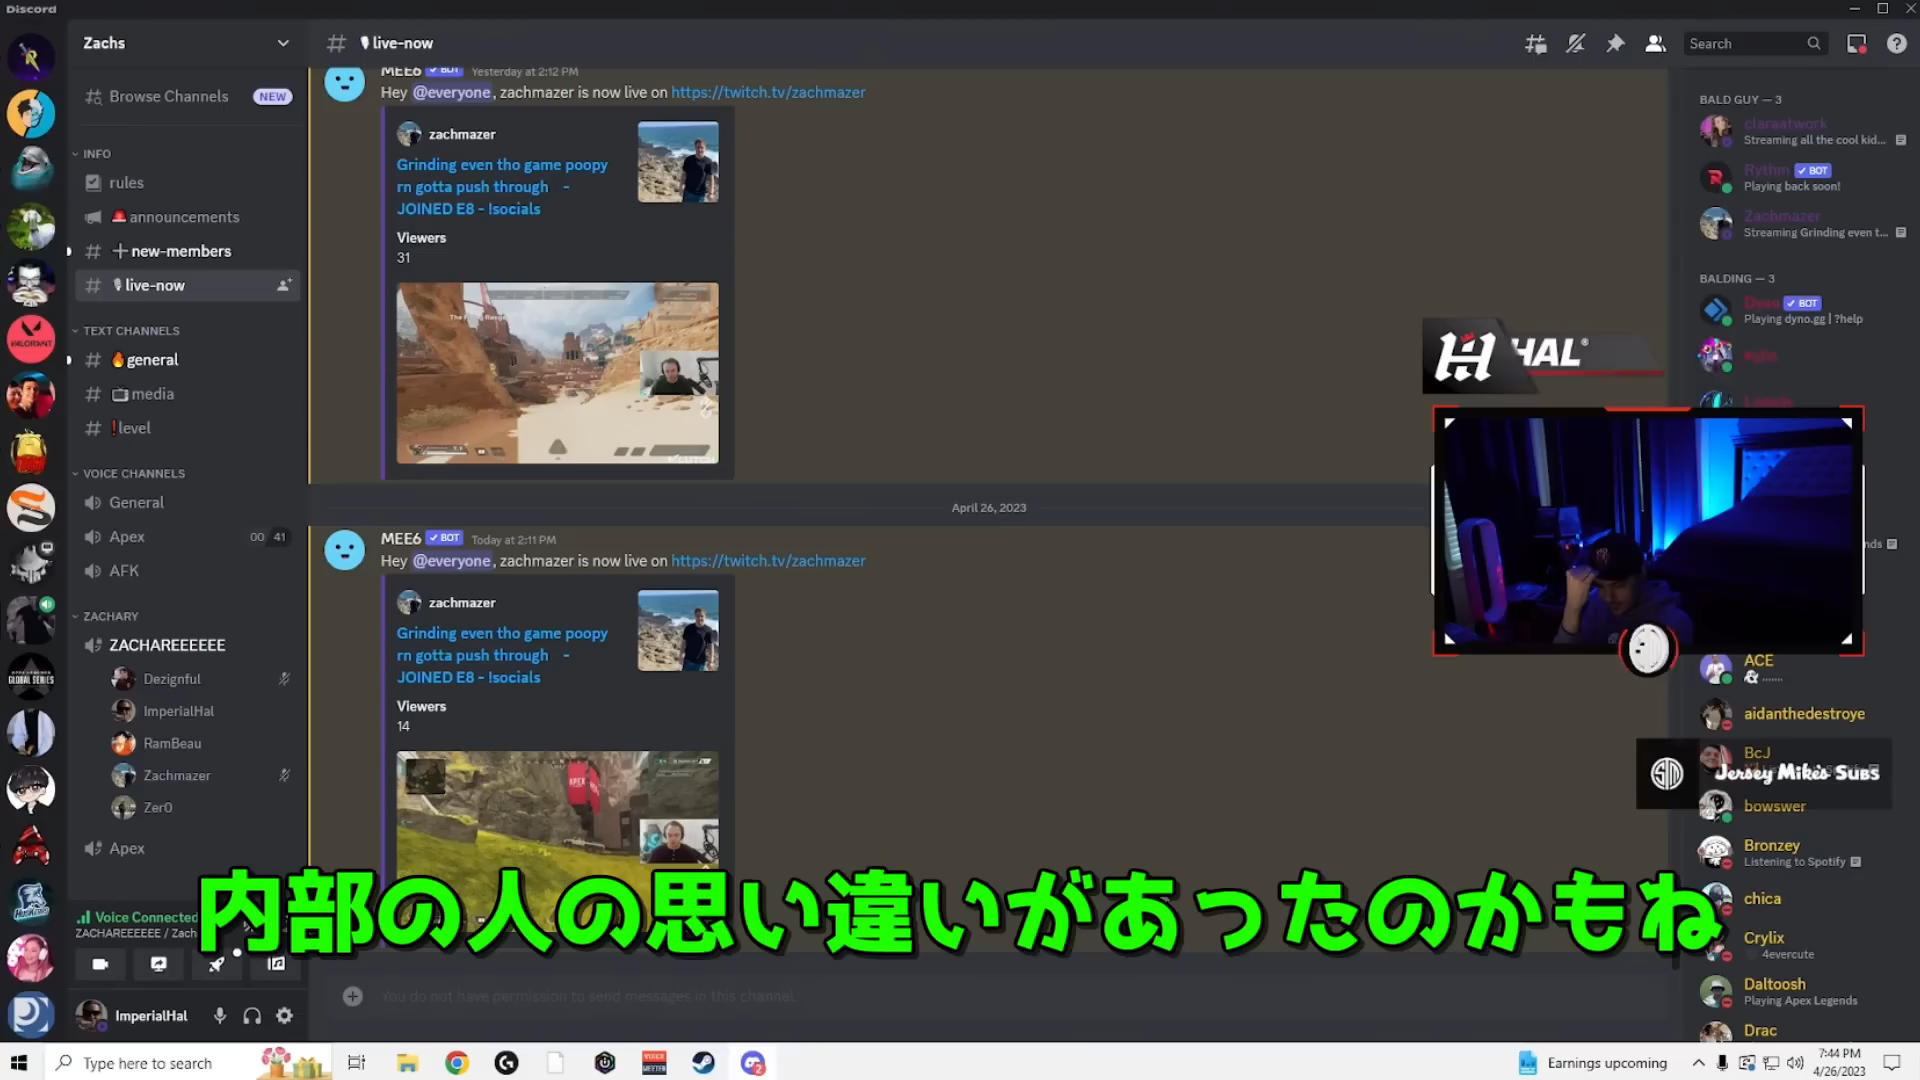 Discord
Zachs
live-now
Search
Browse Channels NEW
INFO
rules
announcements
new-members
live-now
TEXT CHANNELS
general
media
level
VOICE CHANNELS
General
Apex 00 41
AFK
ZACHARY
ZACHAREEEEEE
Dezignful
ImperialHal
RamBeau
Zachmazer
Zer0
Apex
Voice Connected
ZACHAREEEEEE / Zach
ImperialHal
MEE6 BOT Yesterday at 2:12 PM
Hey @everyone, zachmazer is now live on https://twitch.tv/zachmazer
zachmazer
Grinding even tho game poopy
rn gotta push through -
JOINED E8 - !socials
Viewers
31
April 26, 2023
MEE6 BOT Today at 2:11 PM
Hey @everyone, zachmazer is now live on https://twitch.tv/zachmazer
zachmazer
Grinding even tho game poopy
rn gotta push through -
JOINED E8 - !socials
Viewers
14
You do not have permission to send messages in this channel.
BALD GUY — 3
claraatwork
Streaming all the cool kid...
Rythm BOT
Playing back soon!
Zachmazer
Streaming Grinding even t...
BALDING — 3
Dyno BOT
Playing dyno.gg | ?help
HAL
ACE
aidanthedestroye
BcJ
Jersey Mike's SUBS
bowswer
Bronzey
Listening to Spotify
chica
Crylix
4evercute
Daltoosh
Playing Apex Legends
Drac
内部の人の思い違いがあったのかもね
Type here to search
Earnings upcoming
7:44 PM
4/26/2023